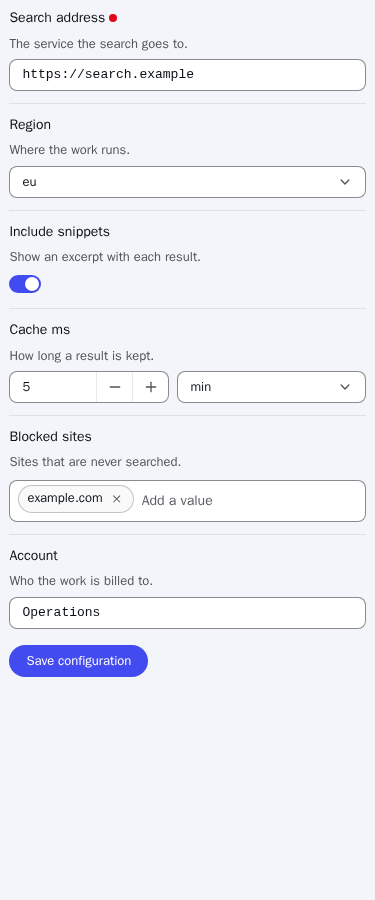 Search address
The service the search goes to.
https://search.example
Region
Where the work runs.
eu
Include snippets
Show an excerpt with each result.
Cache ms
How long a result is kept.
5 min
Blocked sites
Sites that are never searched.
example.com Add a value
Account
Who the work is billed to.
Operations
Save configuration